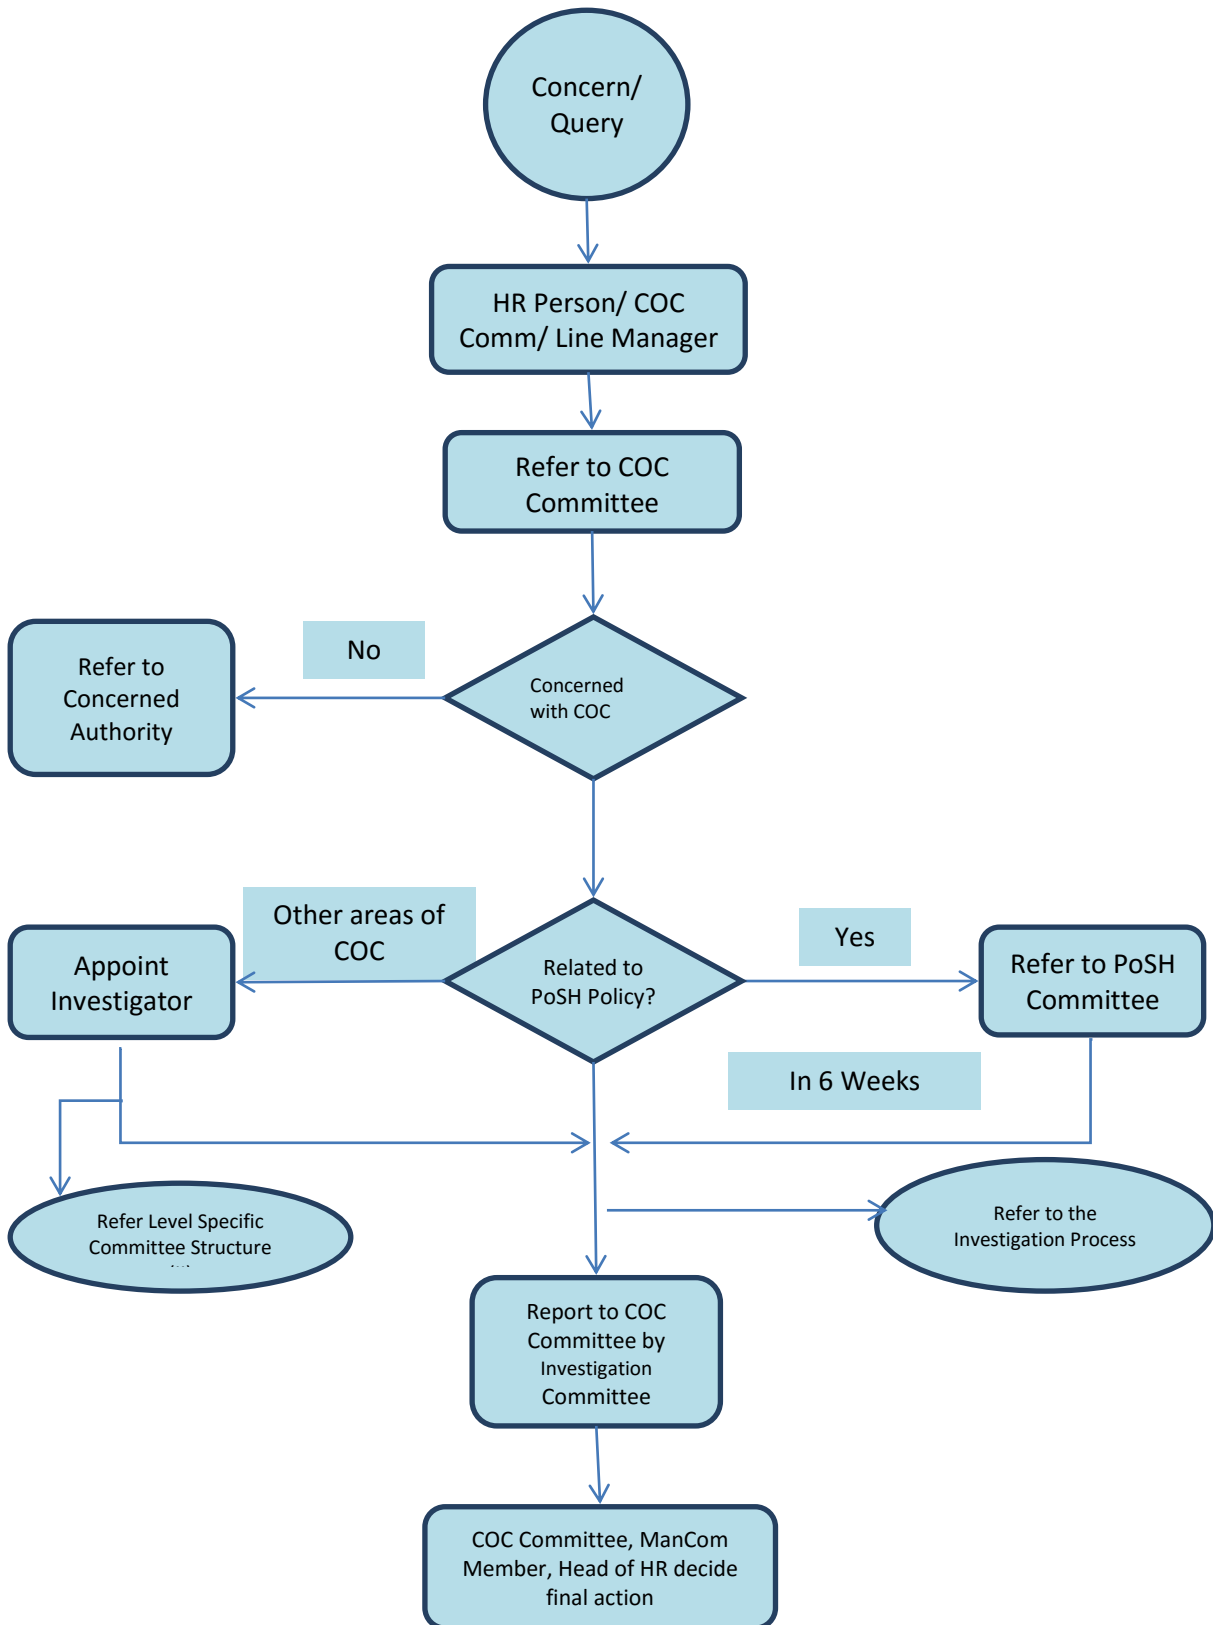 Concern/
Query
HR Person/ COC
Comm/ Line Manager
Refer to COC
Committee
No
Refer to
Concerned
Authority
Concerned
with COC
Other areas of
COC
Yes
Appoint
Investigator
Related to
PoSH Policy?
Refer to PoSH
Committee
In 6 Weeks
Refer Level Specific
Committee Structure
Refer to the
Investigation Process
Report to COC
Committee by
Investigation
Committee
COC Committee, ManCom
Member, Head of HR decide
final action